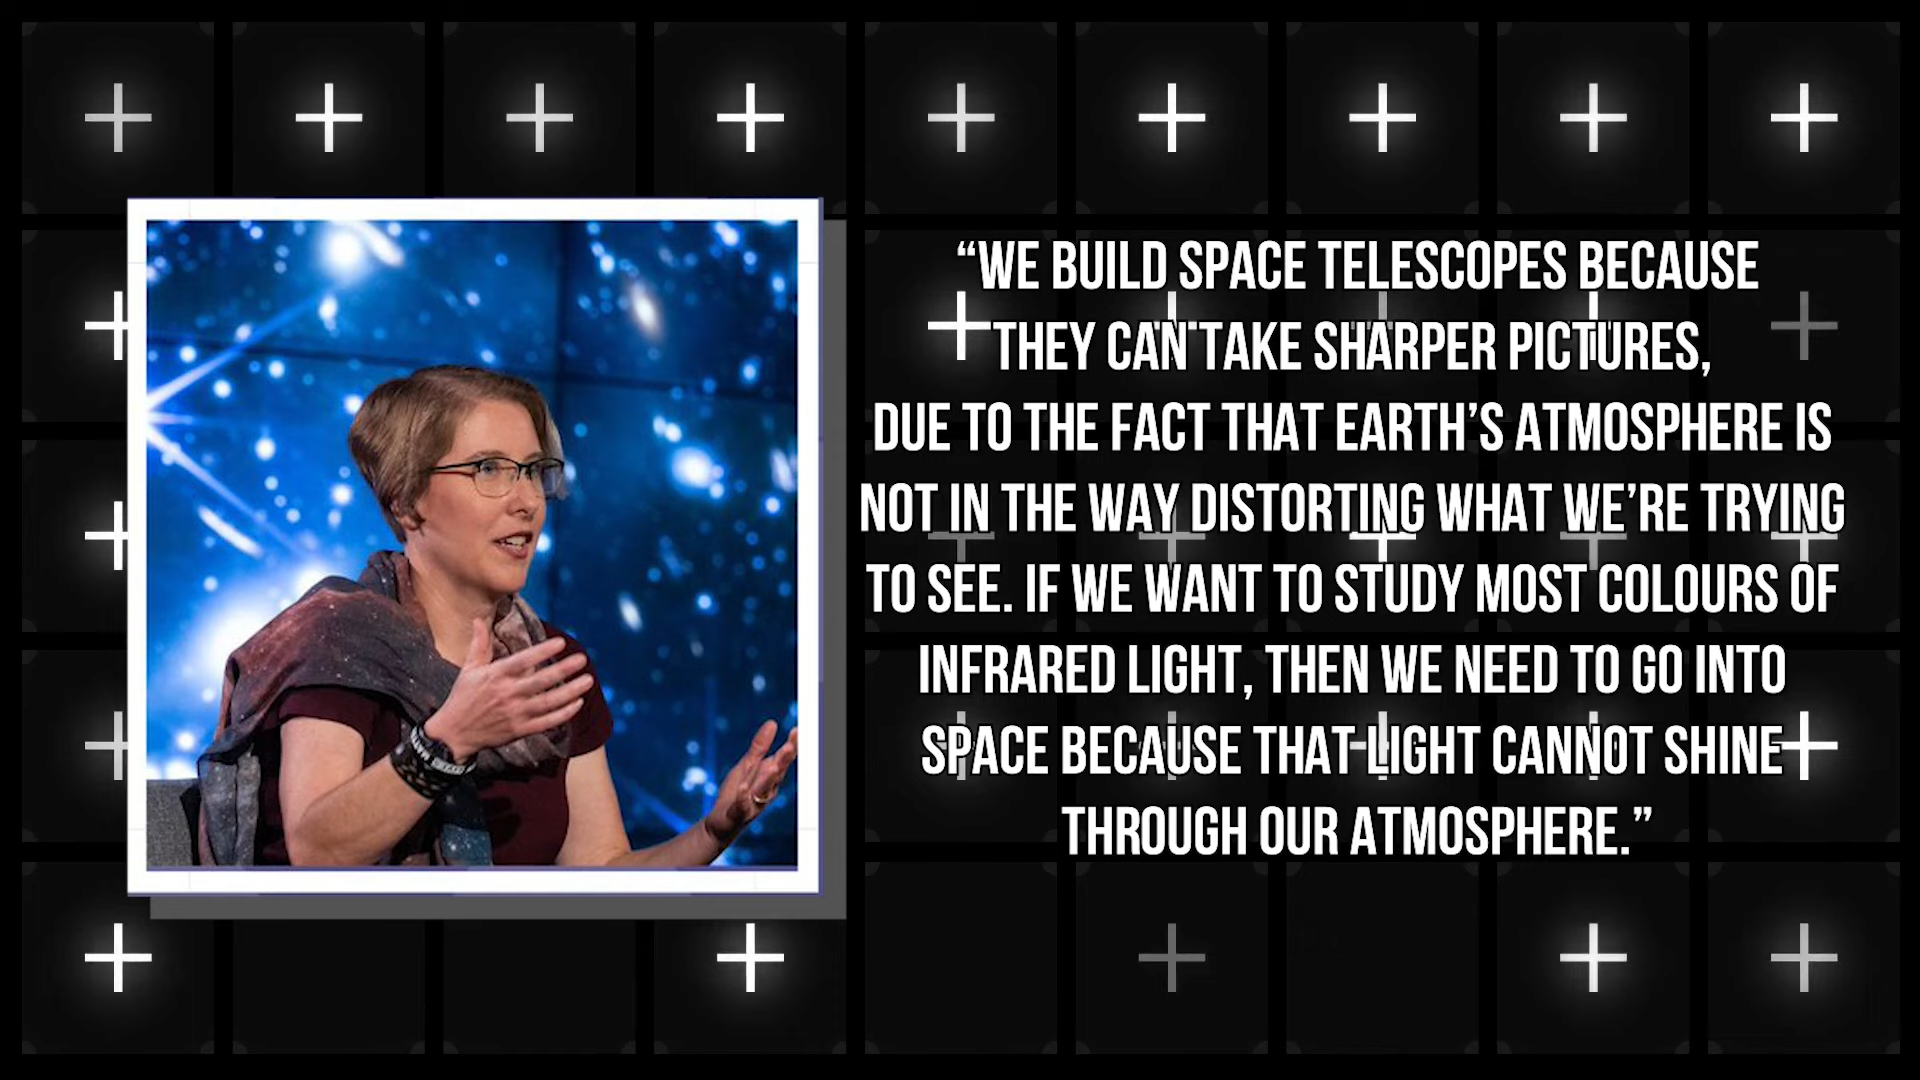 “WE BUILD SPACE TELESCOPES BECAUSE
THEY CAN TAKE SHARPER PICTURES,
DUE TO THE FACT THAT EARTH’S ATMOSPHERE IS
NOT IN THE WAY DISTORTING WHAT WE’RE TRYING
TO SEE. IF WE WANT TO STUDY MOST COLOURS OF
INFRARED LIGHT, THEN WE NEED TO GO INTO
SPACE BECAUSE THAT LIGHT CANNOT SHINE
THROUGH OUR ATMOSPHERE.”